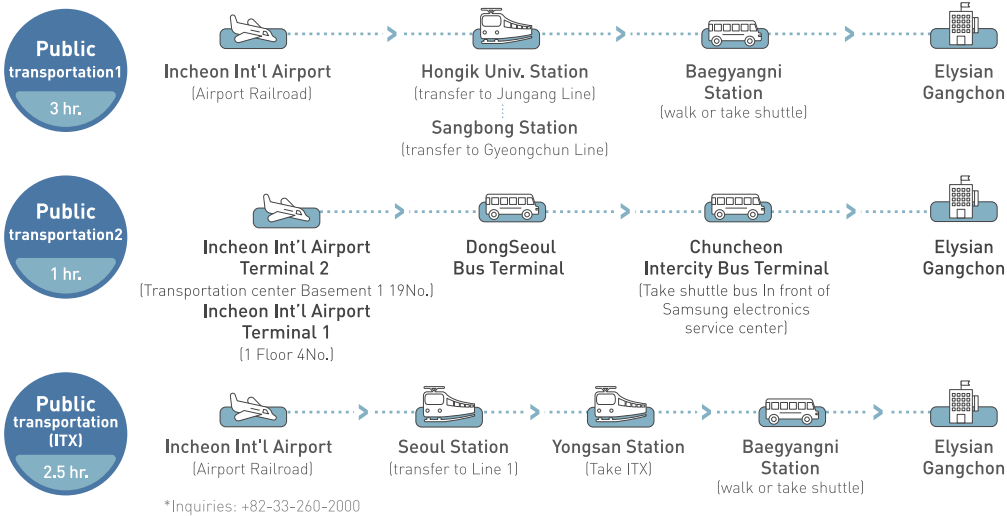 Public
transportation1
3 hr.
Incheon Int'l Airport
(Airport Railroad)
Hongik Univ. Station
(transfer to Jungang Line)
Sangbong Station
(transfer to Gyeongchun Line)
Baegyangni
Station
(walk or take shuttle)
Elysian
Gangchon
Public
transportation2
1 hr.
Incheon Int'l Airport
Terminal 2
(Transportation center Basement 1 19No.)
Incheon Int'l Airport
Terminal 1
(1 Floor 4No.)
DongSeoul
Bus Terminal
Chuncheon
Intercity Bus Terminal
(Take shuttle bus In front of
Samsung electronics
service center)
Elysian
Gangchon
Public
transportation
(ITX)
2.5 hr.
Incheon Int'l Airport
(Airport Railroad)
Seoul Station
(transfer to Line 1)
Yongsan Station
(Take ITX)
Baegyangni
Station
(walk or take shuttle)
Elysian
Gangchon
*Inquiries: +82-33-260-2000